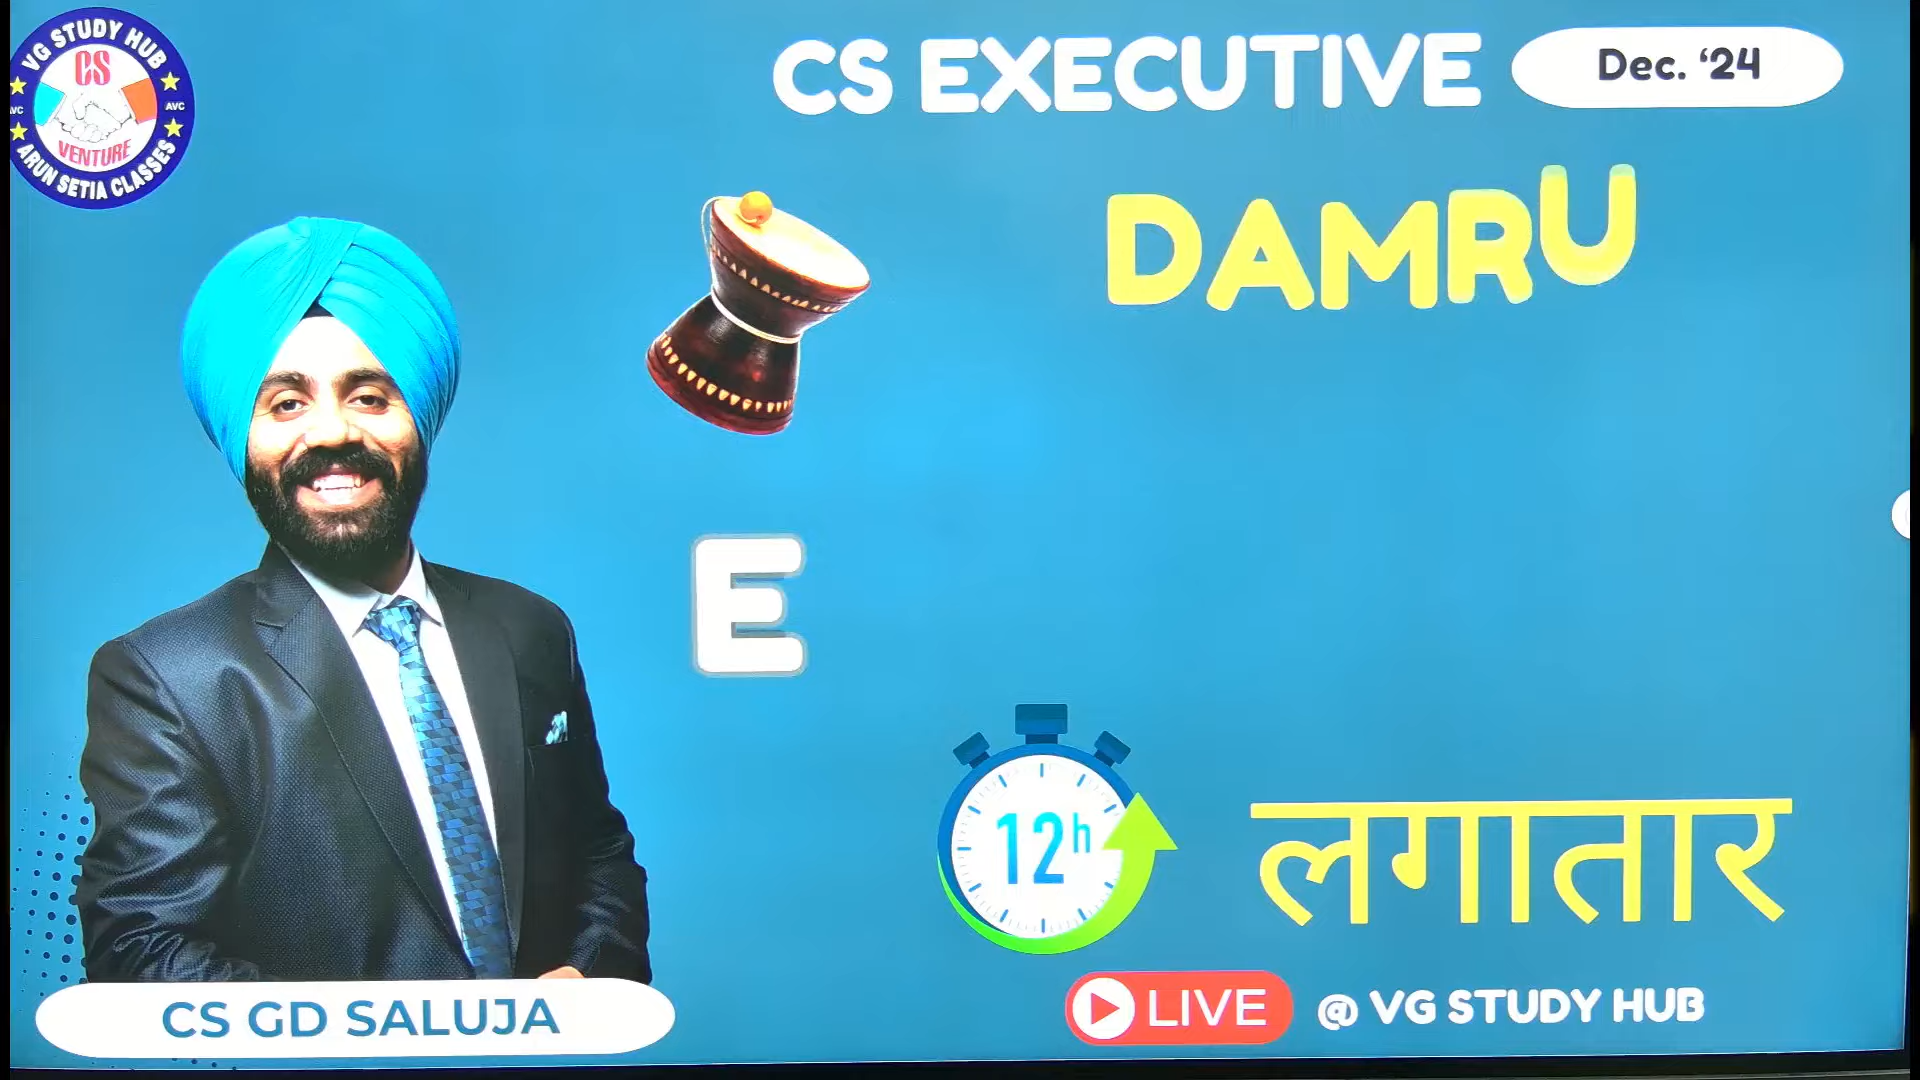 VG STUDY HUB
CS
VENTURE
AVC
AVC
ARUN SETIA CLASSES
CS EXECUTIVE
Dec. ‘24
DAMRU
E
12h
लगातार
CS GD SALUJA
LIVE
@ VG STUDY HUB